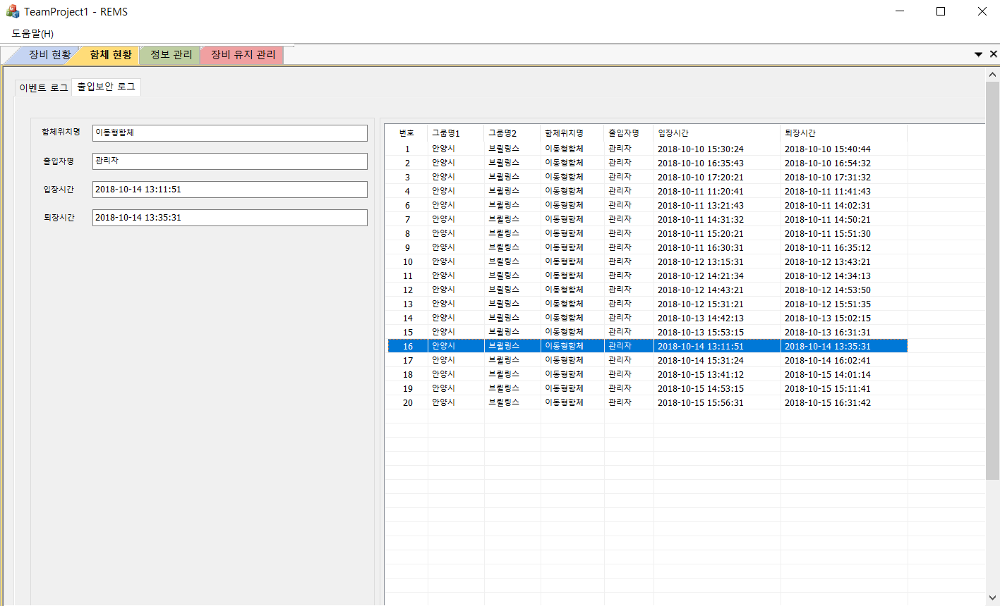 TeamProject1 - REMS
도움말(H)
장비 현황 함체 현황 정보 관리 장비 유지 관리
이벤트 로그 출입보안 로그
함체위치명 이동형함체
출입자명 관리자
입장시간 2018-10-14 13:11:51
퇴장시간 2018-10-14 13:35:31
번호 그룹명1 그룹명2 함체위치명 출입자명 입장시간 퇴장시간
1 안양시 브릴링스 이동형함체 관리자 2018-10-10 15:30:24 2018-10-10 15:40:44
2 안양시 브릴링스 이동형함체 관리자 2018-10-10 16:35:43 2018-10-10 16:54:32
3 안양시 브릴링스 이동형함체 관리자 2018-10-10 17:20:21 2018-10-10 17:31:32
4 안양시 브릴링스 이동형함체 관리자 2018-10-11 11:20:41 2018-10-11 11:41:43
6 안양시 브릴링스 이동형함체 관리자 2018-10-11 13:21:43 2018-10-11 14:02:31
7 안양시 브릴링스 이동형함체 관리자 2018-10-11 14:31:32 2018-10-11 14:50:21
8 안양시 브릴링스 이동형함체 관리자 2018-10-11 15:20:21 2018-10-11 15:51:30
9 안양시 브릴링스 이동형함체 관리자 2018-10-11 16:30:31 2018-10-11 16:35:12
10 안양시 브릴링스 이동형함체 관리자 2018-10-12 13:15:31 2018-10-12 13:43:21
11 안양시 브릴링스 이동형함체 관리자 2018-10-12 14:21:34 2018-10-12 14:34:13
12 안양시 브릴링스 이동형함체 관리자 2018-10-12 14:43:21 2018-10-12 14:53:50
13 안양시 브릴링스 이동형함체 관리자 2018-10-12 15:31:21 2018-10-12 15:51:35
14 안양시 브릴링스 이동형함체 관리자 2018-10-13 14:42:13 2018-10-13 15:02:15
15 안양시 브릴링스 이동형함체 관리자 2018-10-13 15:53:15 2018-10-13 16:31:31
16 안양시 브릴링스 이동형함체 관리자 2018-10-14 13:11:51 2018-10-14 13:35:31
17 안양시 브릴링스 이동형함체 관리자 2018-10-14 15:31:24 2018-10-14 16:02:41
18 안양시 브릴링스 이동형함체 관리자 2018-10-15 13:41:12 2018-10-15 14:01:14
19 안양시 브릴링스 이동형함체 관리자 2018-10-15 14:53:15 2018-10-15 15:11:41
20 안양시 브릴링스 이동형함체 관리자 2018-10-15 15:56:31 2018-10-15 16:31:42